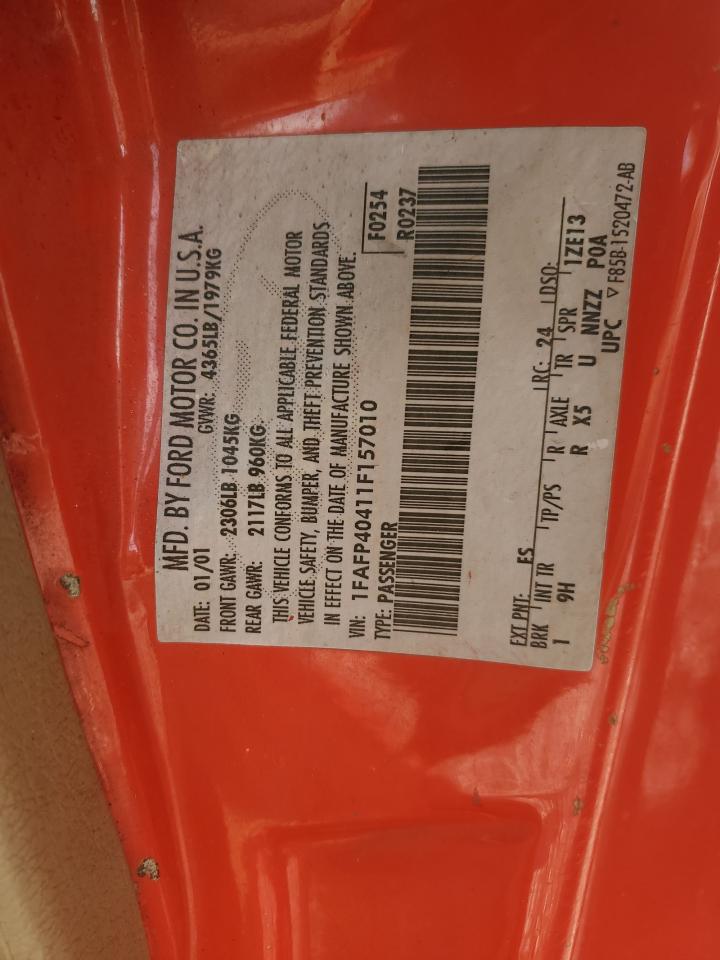 MFD. BY FORD MOTOR CO. IN U.S.A.
DATE: 01/01 GVWR: 4365LB/1979KG
FRONT GAWR: 2306LB 1045KG
REAR GAWR: 2117LB 960KG
THIS VEHICLE CONFORMS TO ALL APPLICABLE FEDERAL MOTOR
VEHICLE SAFETY, BUMPER, AND THEFT PREVENTION STANDARDS
IN EFFECT ON THE DATE OF MANUFACTURE SHOWN ABOVE.
VIN: 1FAFP40411F157010 F0254
TYPE: PASSENGER R0237
EXT PNT: ES RC: 24 DSO:
BRK INT TR TP/PS R AXLE TR SPR 1ZE13
1 9H R X5 U NNZZ P0A
UPC ▽ F85B-1520472-AB